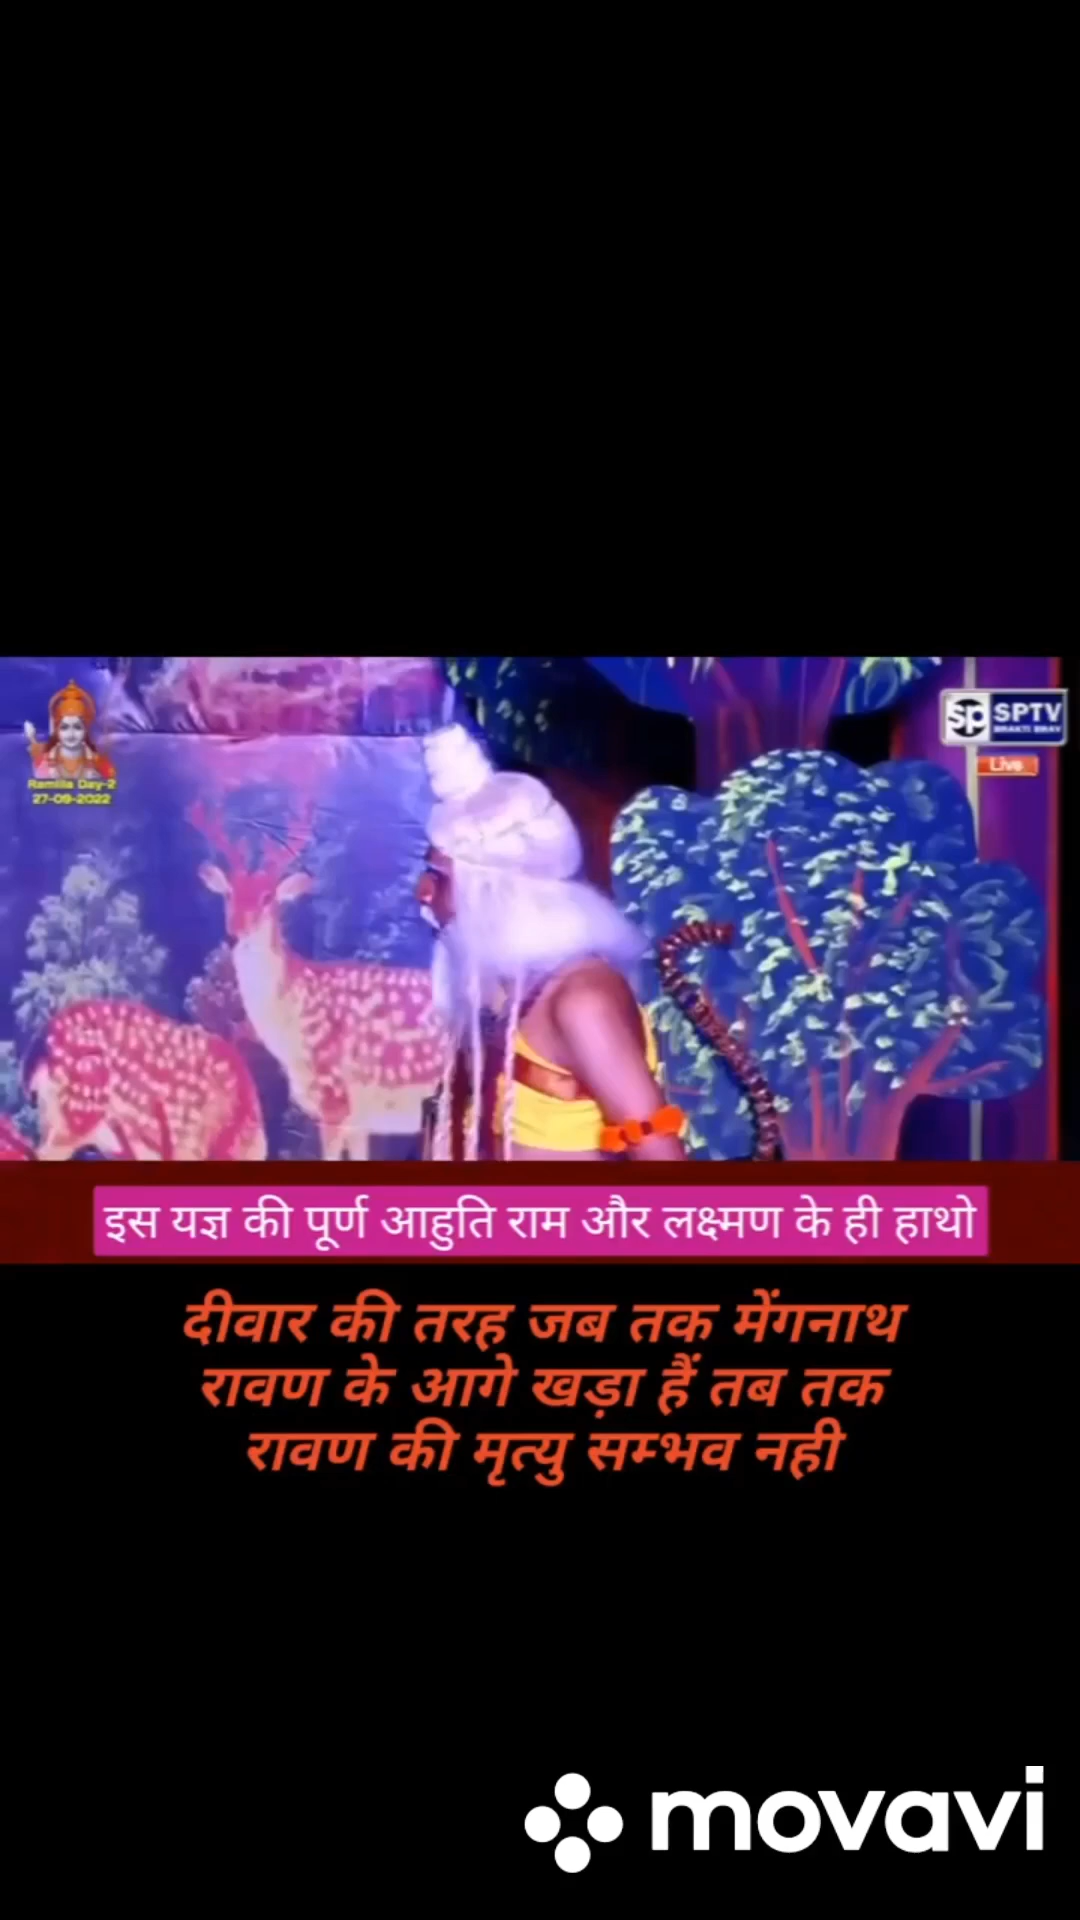 SPTV
Live
Ramlila Day-2
27-09-2022
इस यज्ञ की पूर्ण आहुति राम और लक्ष्मण के ही हाथो
दीवार की तरह जब तक मेंगनाथ
रावण के आगे खड़ा हैं तब तक
रावण की मृत्यु सम्भव नही
movavi